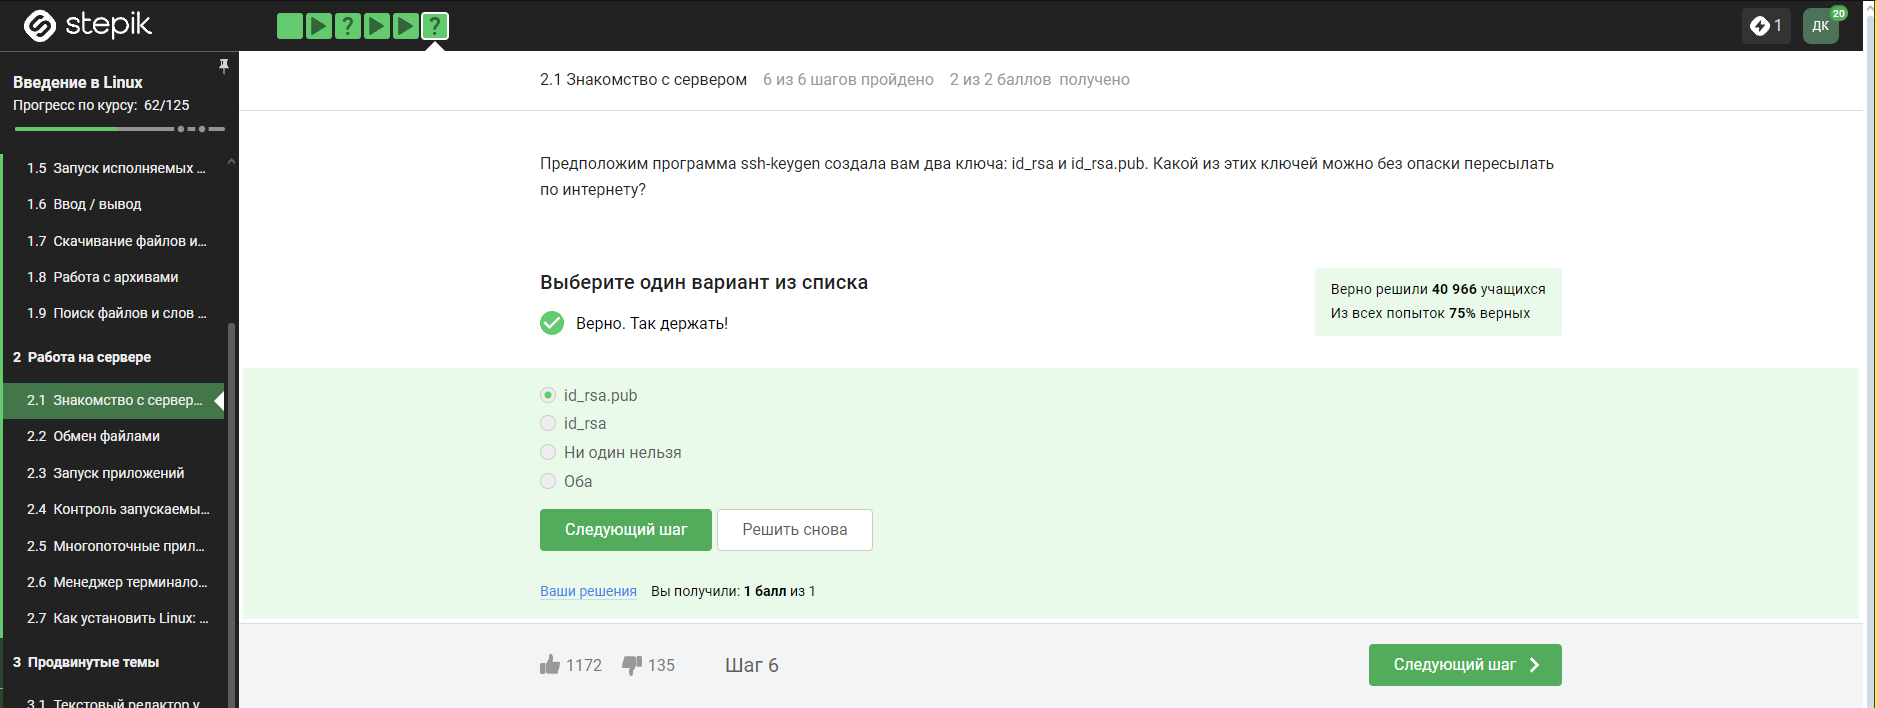 stepik
? ?
1
ДК
20
Введение в Linux
Прогресс по курсу: 62/125
1.5 Запуск исполняемых ...
1.6 Ввод / вывод
1.7 Скачивание файлов и...
1.8 Работа с архивами
1.9 Поиск файлов и слов ...
2 Работа на сервере
2.1 Знакомство с сервер...
2.2 Обмен файлами
2.3 Запуск приложений
2.4 Контроль запускаемы...
2.5 Многопоточные прил...
2.6 Менеджер терминало...
2.7 Как установить Linux: ...
3 Продвинутые темы
3.1 Текстовый редактор v
2.1 Знакомство с сервером 6 из 6 шагов пройдено 2 из 2 баллов получено
Предположим программа ssh-keygen создала вам два ключа: id_rsa и id_rsa.pub. Какой из этих ключей можно без опаски пересылать
по интернету?
Выберите один вариант из списка
Верно. Так держать!
Верно решили 40 966 учащихся
Из всех попыток 75% верных
id_rsa.pub
id_rsa
Ни один нельзя
Оба
Следующий шаг
Решить снова
Ваши решения Вы получили: 1 балл из 1
1172 135 Шаг 6
Следующий шаг